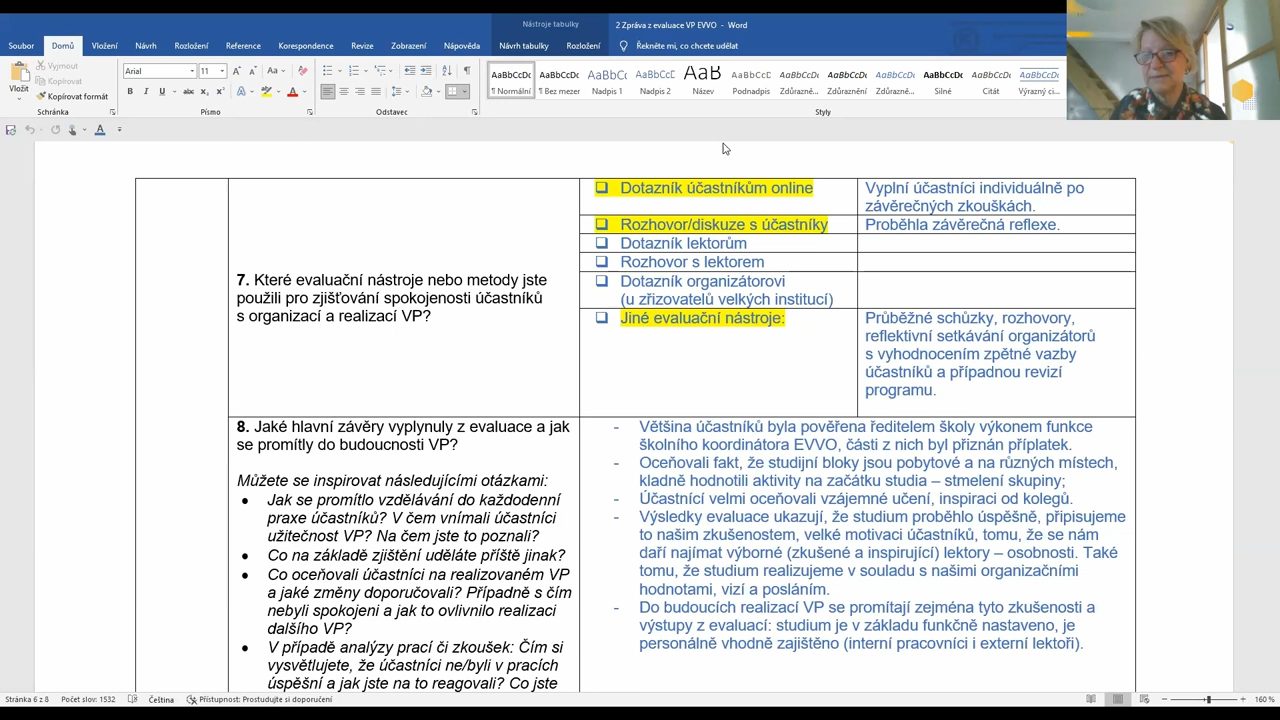 Nástroje tabulky
2 Zpráva z evaluace VP EVVO - Word
Soubor Domů Vložení Návrh Rozložení Reference Korespondence Revize Zobrazení Nápověda Návrh tabulky Rozložení Řekněte mi, co chcete udělat
Vložit
Vyjmout
Kopírovat
Kopírovat formát
Schránka
Arial 11
Písmo
Odstavec
AaBbCcDc AaBbCcDc AaBbCcDc AaBbCcDc AaB AaBbCcDc AaBbCcDc AaBbCcDc AaBbCcDc AaBbCcDc AaBbCcDc AaBbCcDc
¶ Normální ¶ Bez mezer Nadpis 1 Nadpis 2 Název Podnadpis Zdůrazně... Zdůraznění Zdůrazně... Silné Citát Výrazný ci...
Styly
Dotazník účastníkům online
Vyplní účastníci individuálně po
závěrečných zkouškách.
Rozhovor/diskuze s účastníky
Proběhla závěrečná reflexe.
Dotazník lektorům
Rozhovor s lektorem
Dotazník organizátorovi
(u zřizovatelů velkých institucí)
7. Které evaluační nástroje nebo metody jste
použili pro zjišťování spokojenosti účastníků
s organizací a realizací VP?
Jiné evaluační nástroje:
Průběžné schůzky, rozhovory,
reflektivní setkávání organizátorů
s vyhodnocením zpětné vazby
účastníků a případnou revizí
programu.
8. Jaké hlavní závěry vyplynuly z evaluace a jak
se promítly do budoucnosti VP?
Můžete se inspirovat následujícími otázkami:
• Jak se promítlo vzdělávání do každodenní
praxe účastníků? V čem vnímali účastníci
užitečnost VP? Na čem jste to poznali?
• Co na základě zjištění uděláte příště jinak?
• Co oceňovali účastníci na realizovaném VP
a jaké změny doporučovali? Případně s čím
nebyli spokojeni a jak to ovlivnilo realizaci
dalšího VP?
• V případě analýzy prací či zkoušek: Čím si
vysvětlujete, že účastníci ne/byli v pracích
úspěšní a jak jste na to reagovali? Co jste
- Většina účastníků byla pověřena ředitelem školy výkonem funkce
školního koordinátora EVVO, části z nich byl přiznán příplatek.
- Oceňovali fakt, že studijní bloky jsou pobytové a na různých místech,
kladně hodnotili aktivity na začátku studia – stmelení skupiny;
- Účastnící velmi oceňovali vzájemné učení, inspiraci od kolegů.
- Výsledky evaluace ukazují, že studium proběhlo úspěšně, připisujeme
to našim zkušenostem, velké motivaci účastníků, tomu, že se nám
daří najímat výborné (zkušené a inspirující) lektory – osobnosti. Také
tomu, že studium realizujeme v souladu s našimi organizačními
hodnotami, vizí a posláním.
- Do budoucích realizací VP se promítají zejména tyto zkušenosti a
výstupy z evaluací: studium je v základu funkčně nastaveno, je
personálně vhodně zajištěno (interní pracovníci i externí lektoři).
Stránka 6 z 8 Počet slov: 1532 Čeština Přístupnost: Prostudujte si doporučení 160 %